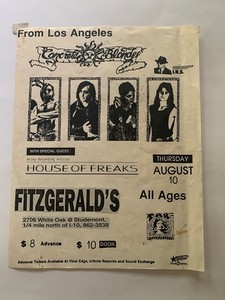 From Los Angeles
Concrete Blonde
I.R.S.
WITH SPECIAL GUEST:
HOUSE OF FREAKS
THURSDAY
AUGUST
10
FITZGERALD'S
2706 White Oak @ Studemont,
1/4 mile north of I-10, 862-3838
All Ages
$ 8 Advance
$ 10 DOOR
Advance Tickets Available At Vinal Edge, Infinite Records and Sound Exchange